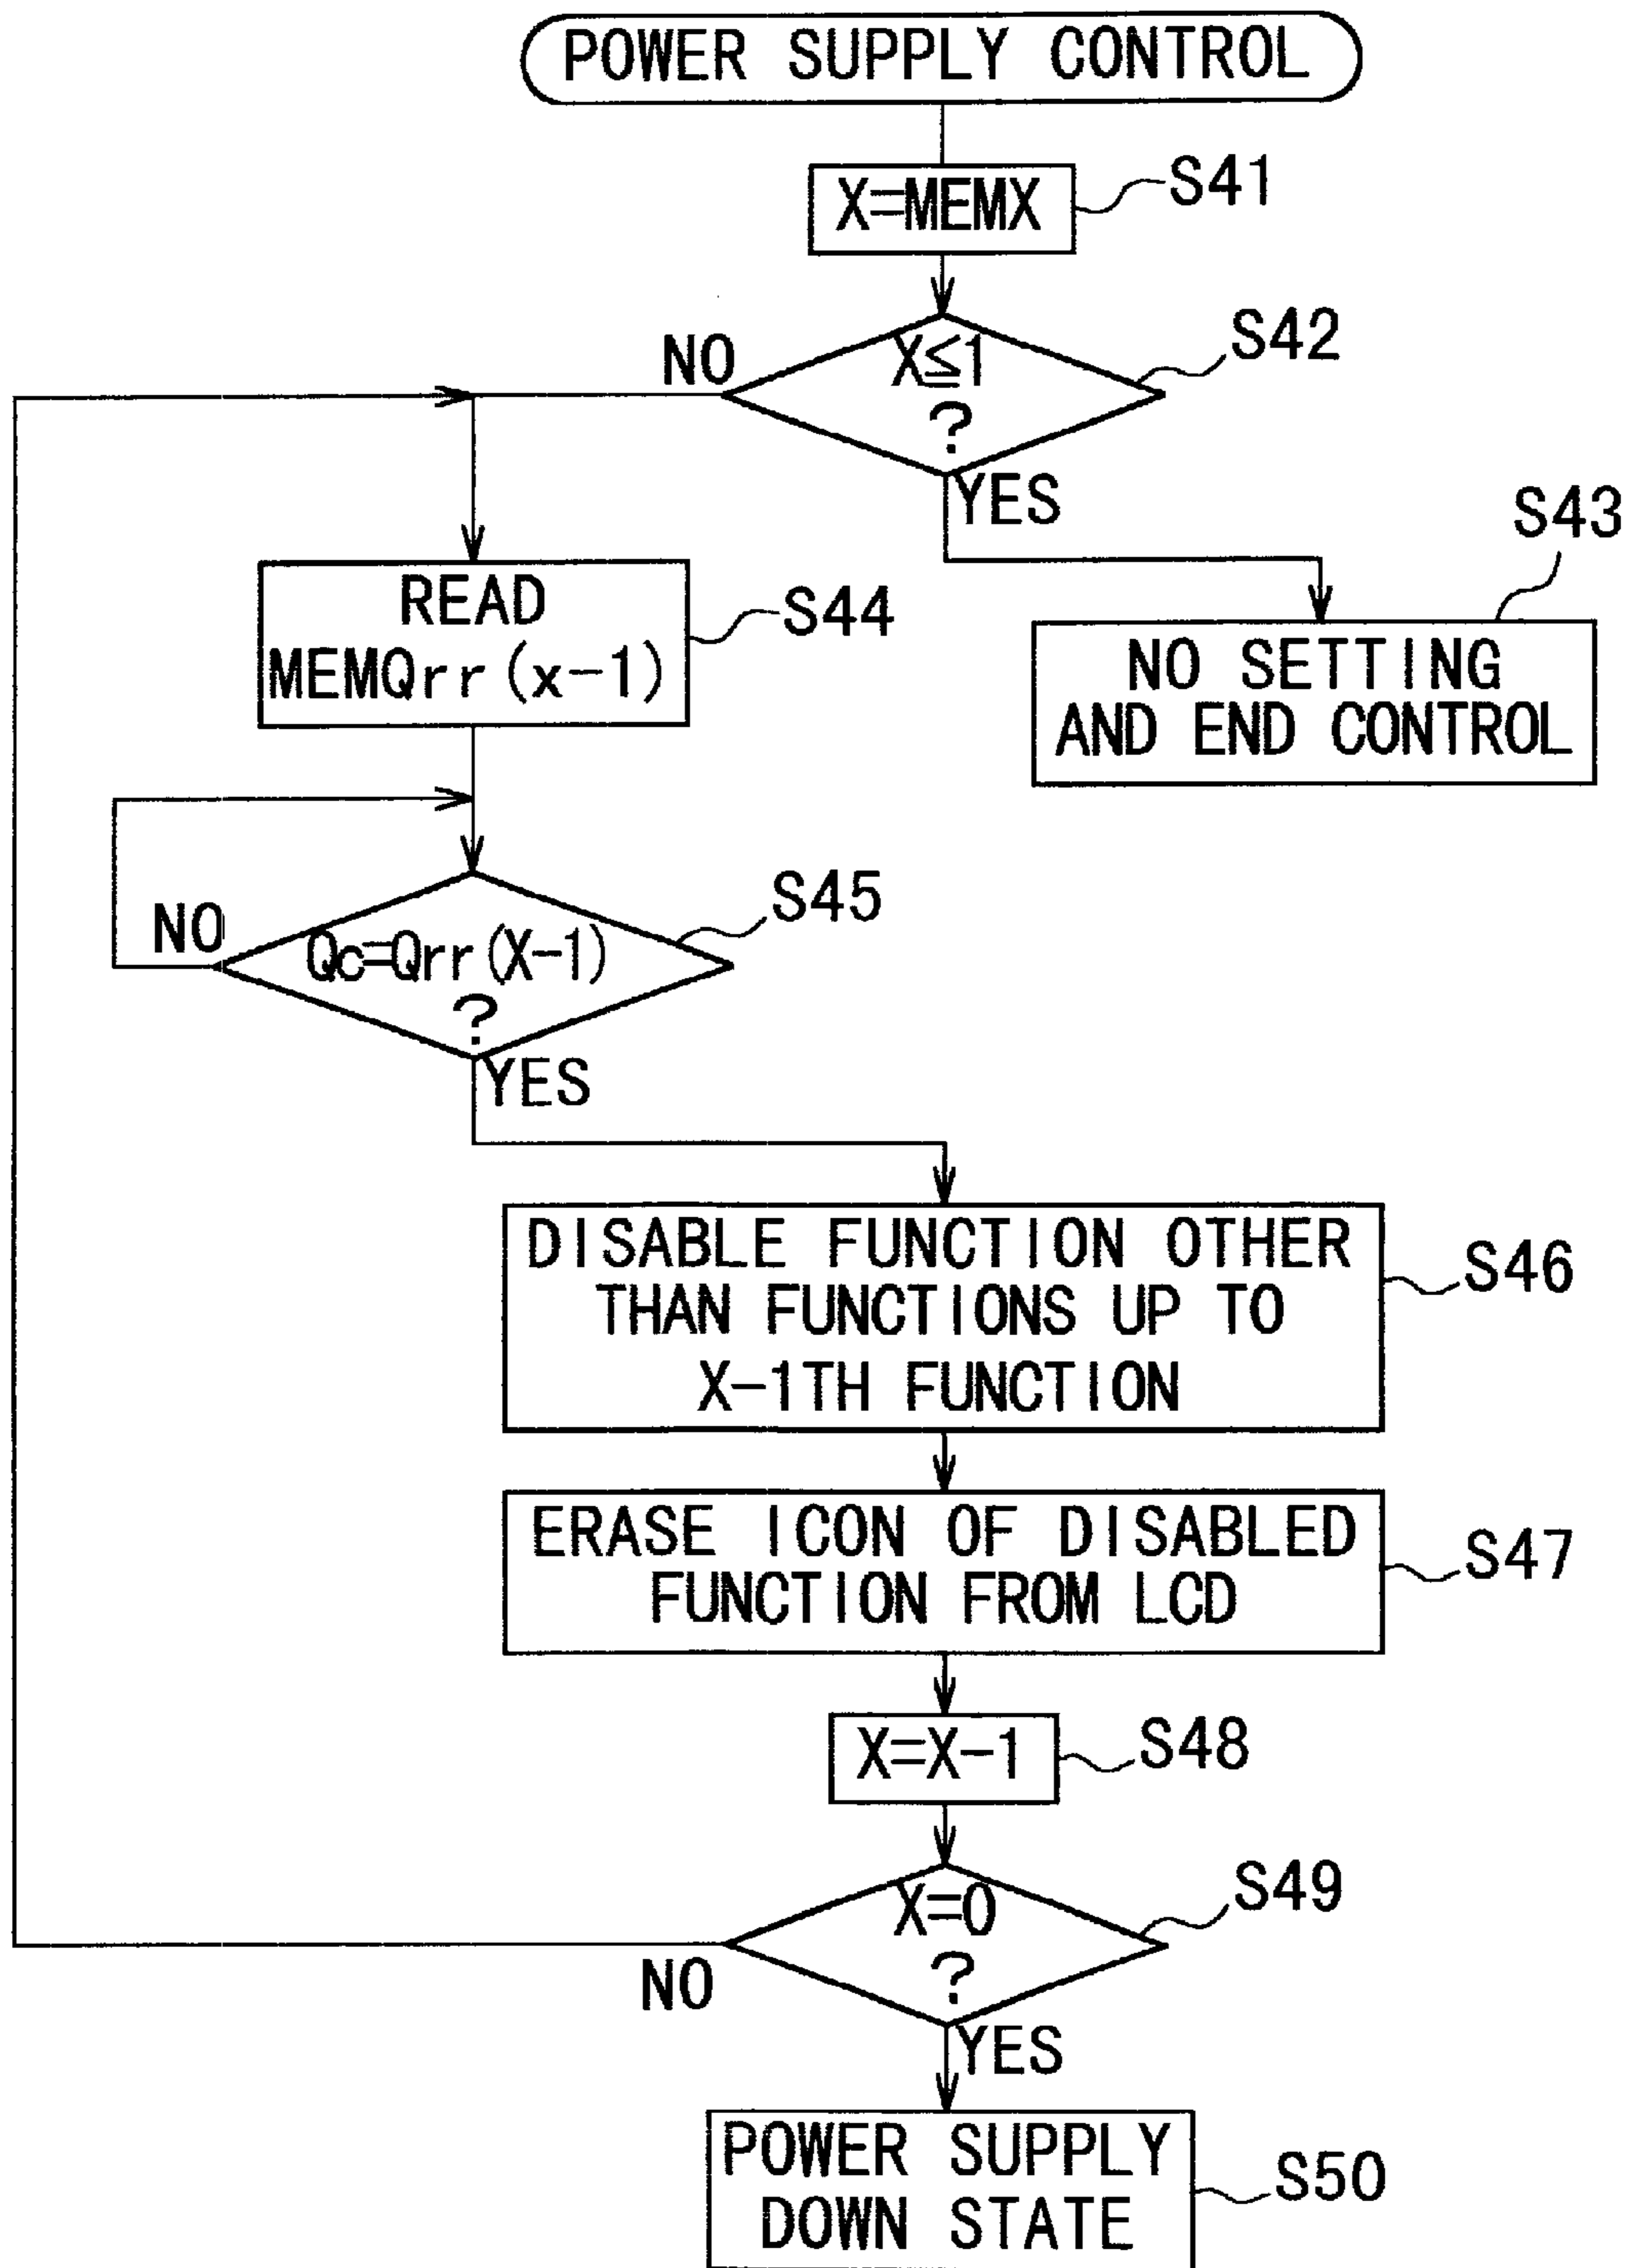 POWER SUPPLY CONTROL
X=MEMX
S41
X≦1
?
S42
NO
YES
S43
NO SETTING
AND END CONTROL
READ
MEMQrr(x-1)
S44
Qc=Qrr(X-1)
?
S45
NO
YES
DISABLE FUNCTION OTHER
THAN FUNCTIONS UP TO
X-1TH FUNCTION
S46
ERASE ICON OF DISABLED
FUNCTION FROM LCD
S47
X=X-1
S48
X=0
?
S49
NO
YES
POWER SUPPLY
DOWN STATE
S50